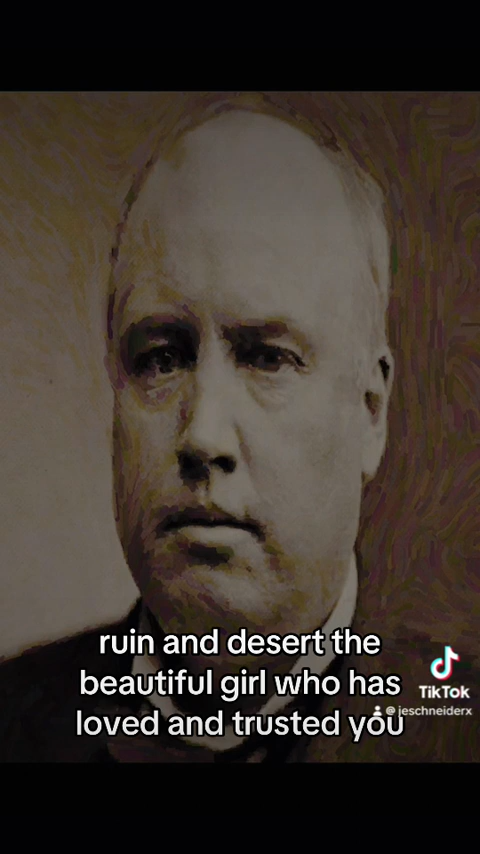 ruin and desert the
beautiful girl who has
loved and trusted you
TikTok
@jeschneiderx